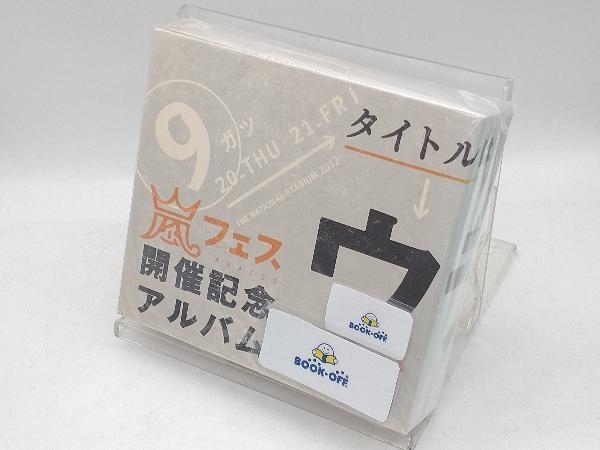 9
ガツ
20-THU 21-FRI
THE NATIONAL STADIUM 2012
タイトル
↓
ウ
嵐フェス
ARAFES
開催記念
アルバム
BOOK•OFF
BOOK•OFF